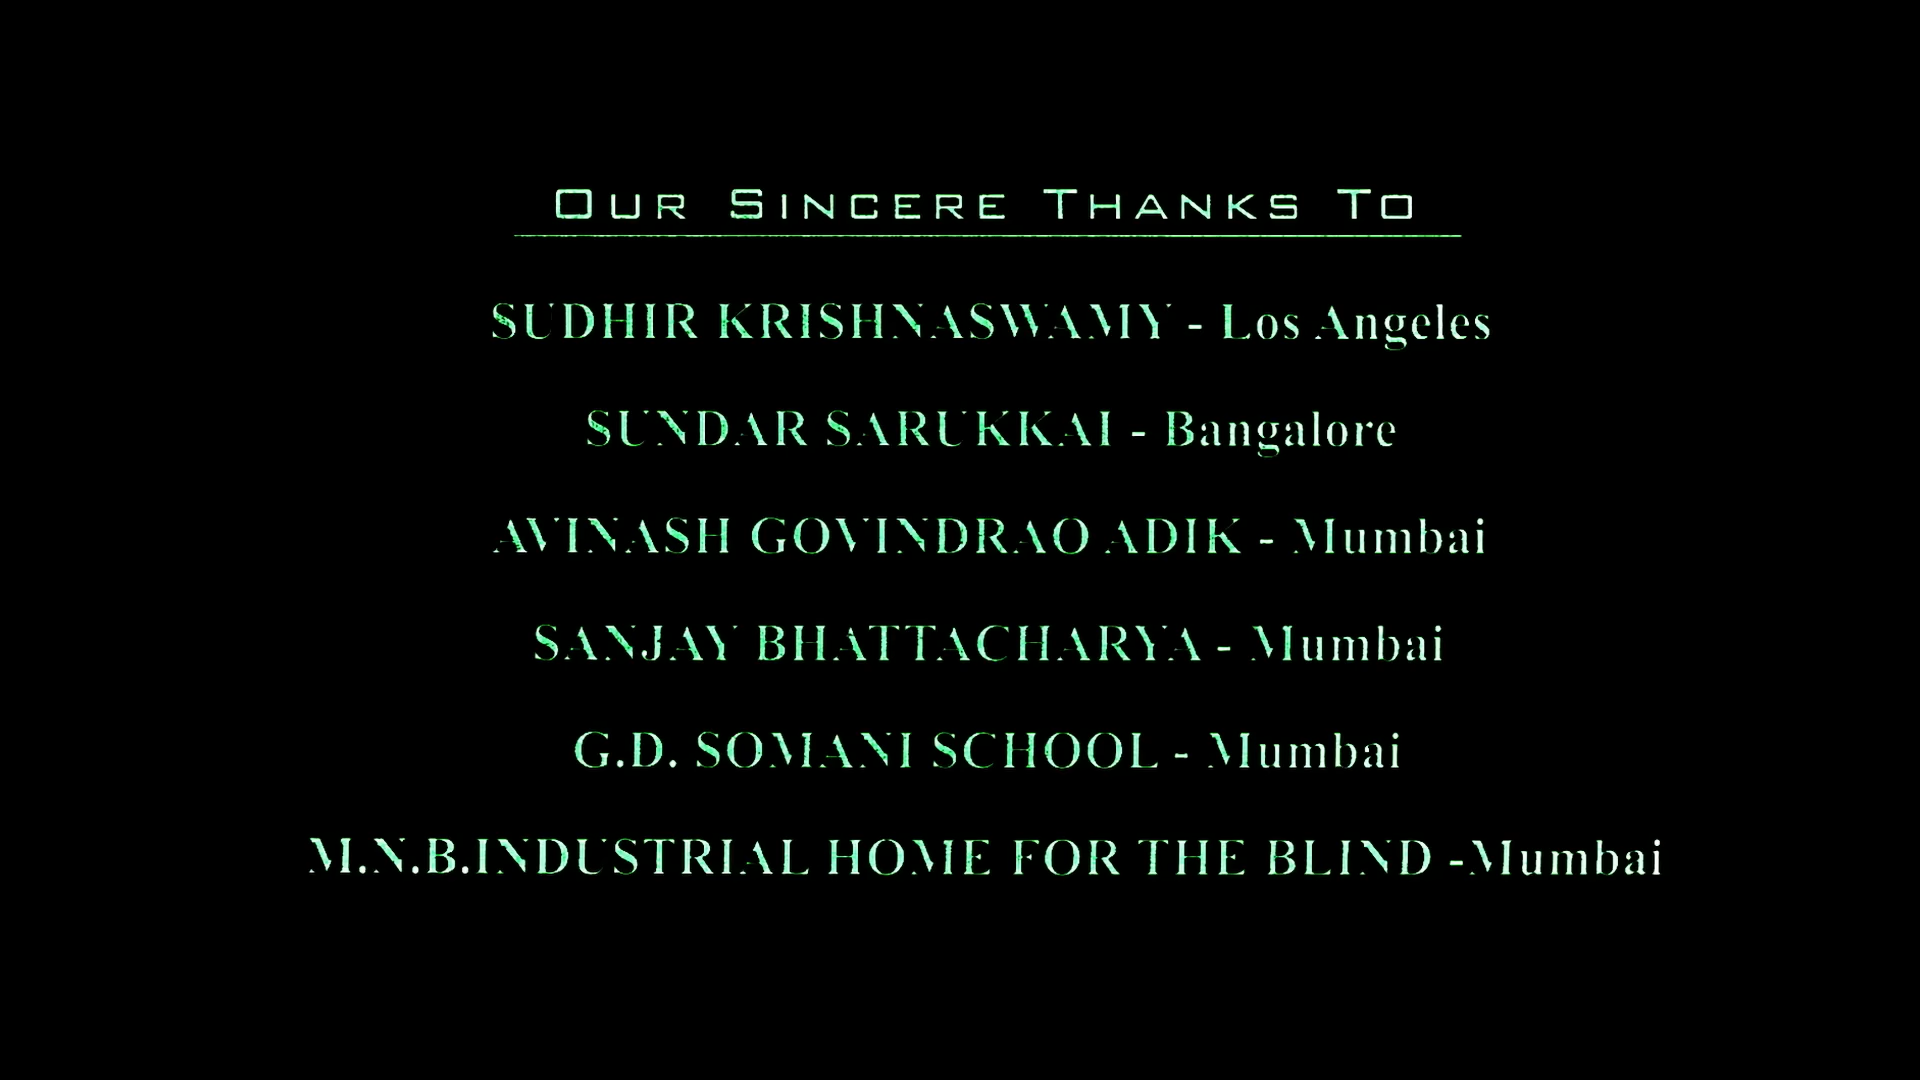 Our Sincere Thanks To
SUDHIR KRISHNASWAMY - Los Angeles
SUNDAR SARUKKAI - Bangalore
AVINASH GOVINDRAO ADIK - Mumbai
SANJAY BHATTACHARYA - Mumbai
G.D. SOMANI SCHOOL - Mumbai
M.N.B.INDUSTRIAL HOME FOR THE BLIND -Mumbai